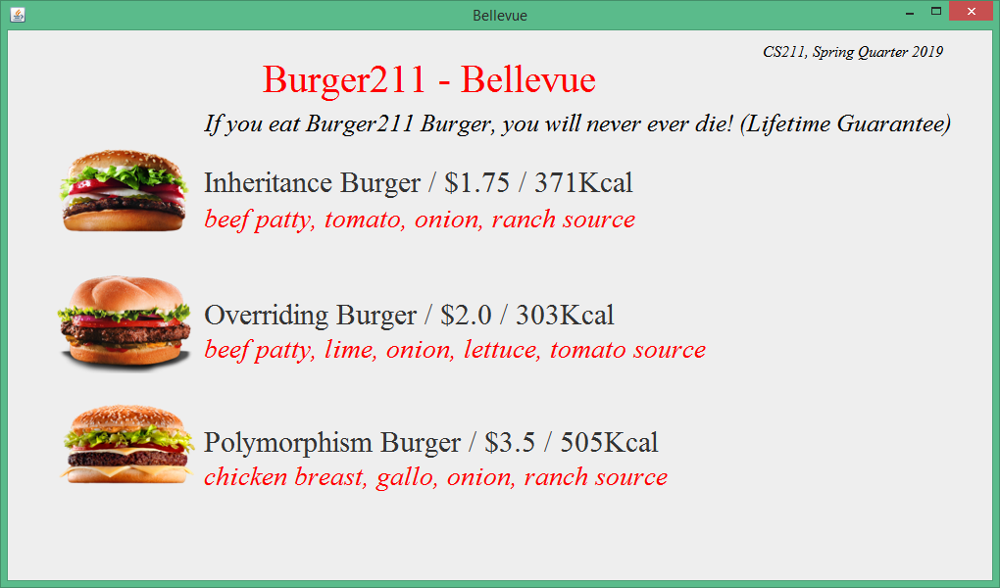 Bellevue
CS211, Spring Quarter 2019
Burger211 - Bellevue
If you eat Burger211 Burger, you will never ever die! (Lifetime Guarantee)
Inheritance Burger / $1.75 / 371Kcal
beef patty, tomato, onion, ranch source
Overriding Burger / $2.0 / 303Kcal
beef patty, lime, onion, lettuce, tomato source
Polymorphism Burger / $3.5 / 505Kcal
chicken breast, gallo, onion, ranch source